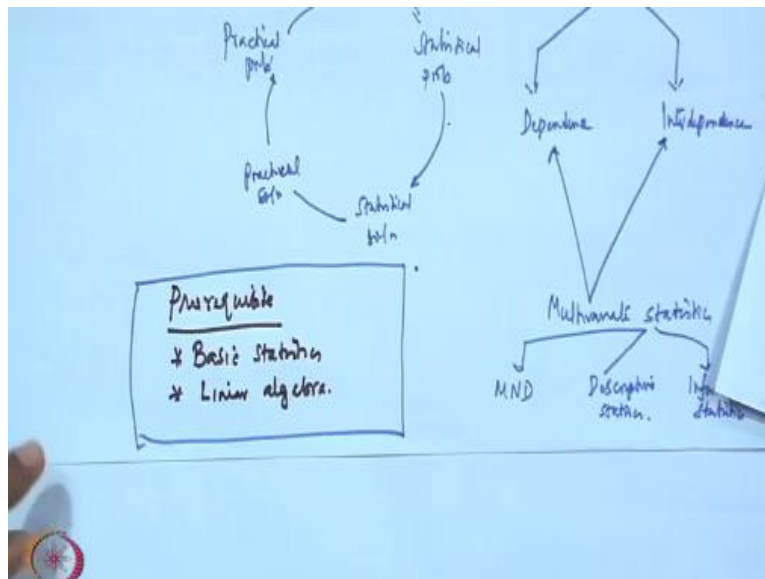 Practical
prob
Statistical
prob
Practical
soln
Statistical
soln
Dependence
Interdependence
Prerequisite
* Basic statistics
* Linear algebra.
Multivariate statistics
MND
Descriptive
statistics.
Statistics